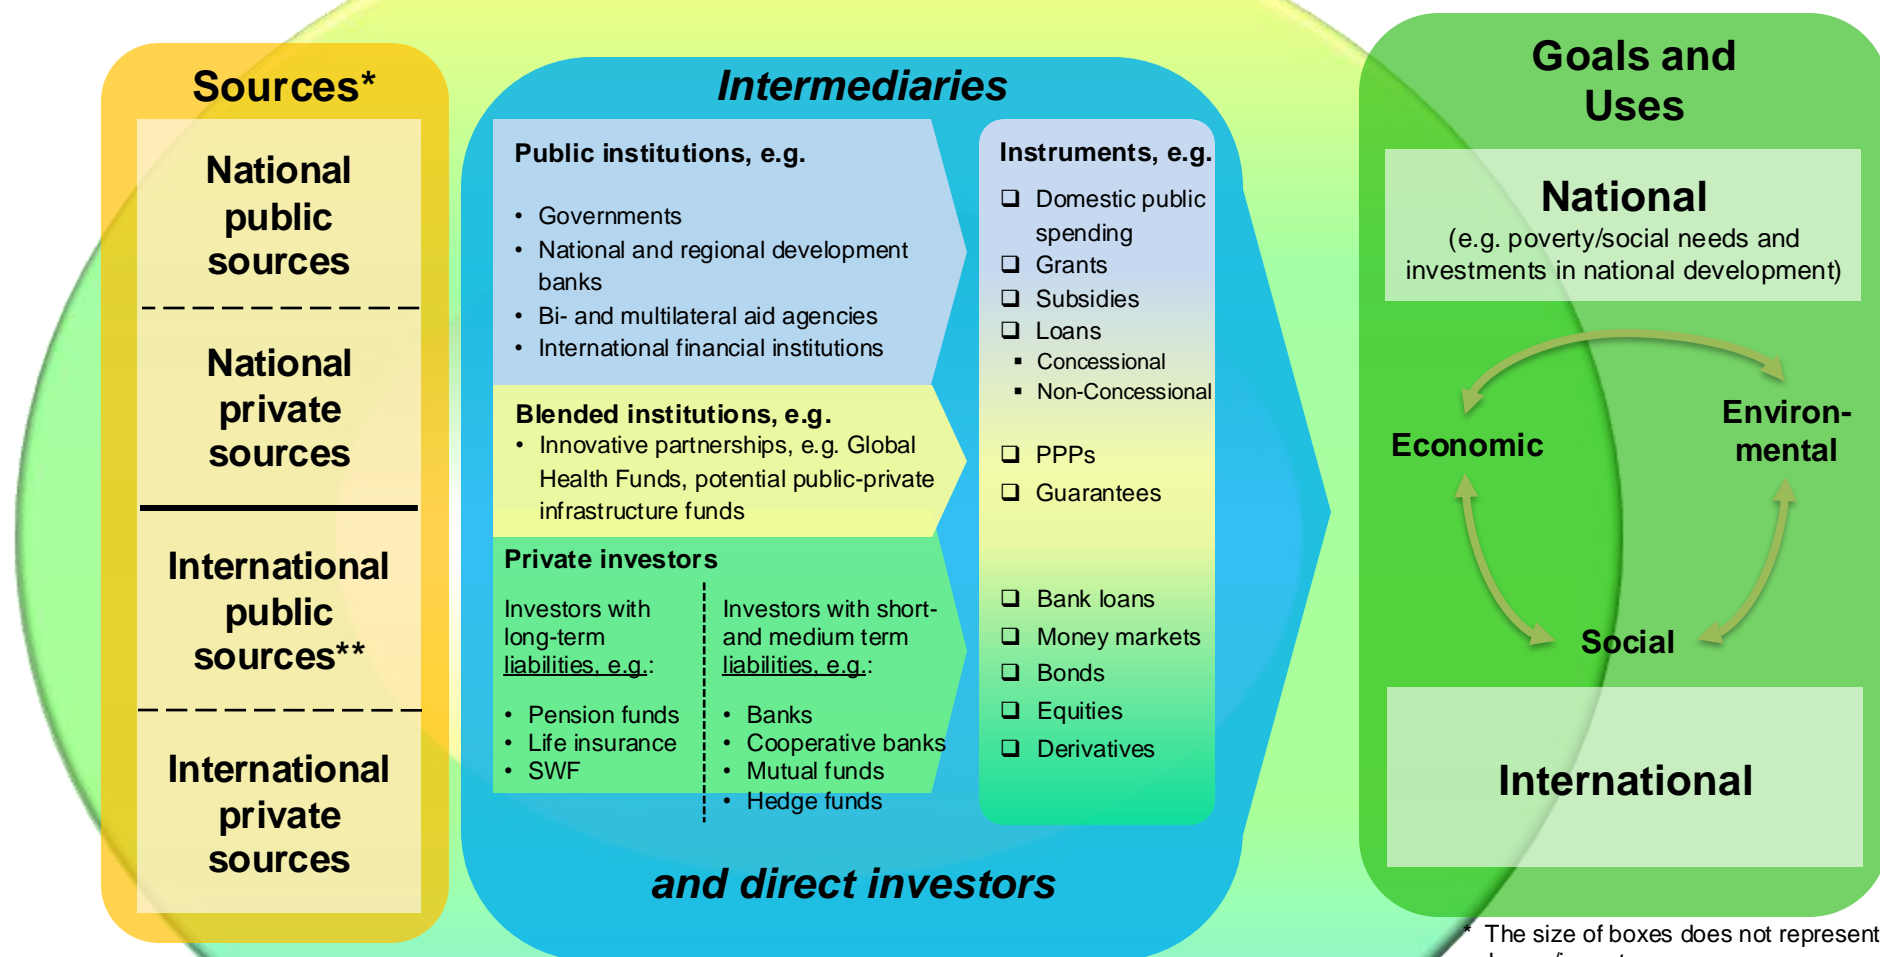 Sources*
National
public
sources
National
private
sources
International
public
sources**
International
private
sources
Intermediaries
Public institutions, e.g.
• Governments
• National and regional development
banks
• Bi- and multilateral aid agencies
• International financial institutions
Blended institutions, e.g.
• Innovative partnerships, e.g. Global
Health Funds, potential public-private
infrastructure funds
Private investors
Investors with
long-term
liabilities, e.g.:
• Pension funds
• Life insurance
• SWF
Investors with short-
and medium term
liabilities, e.g.:
• Banks
• Cooperative banks
• Mutual funds
• Hedge funds
Instruments, e.g.
❑ Domestic public
spending
❑ Grants
❑ Subsidies
❑ Loans
▪ Concessional
▪ Non-Concessional
❑ PPPs
❑ Guarantees
❑ Bank loans
❑ Money markets
❑ Bonds
❑ Equities
❑ Derivatives
and direct investors
Goals and
Uses
National
(e.g. poverty/social needs and
investments in national development)
Economic
Environ-
mental
Social
International
* The size of boxes does not represent